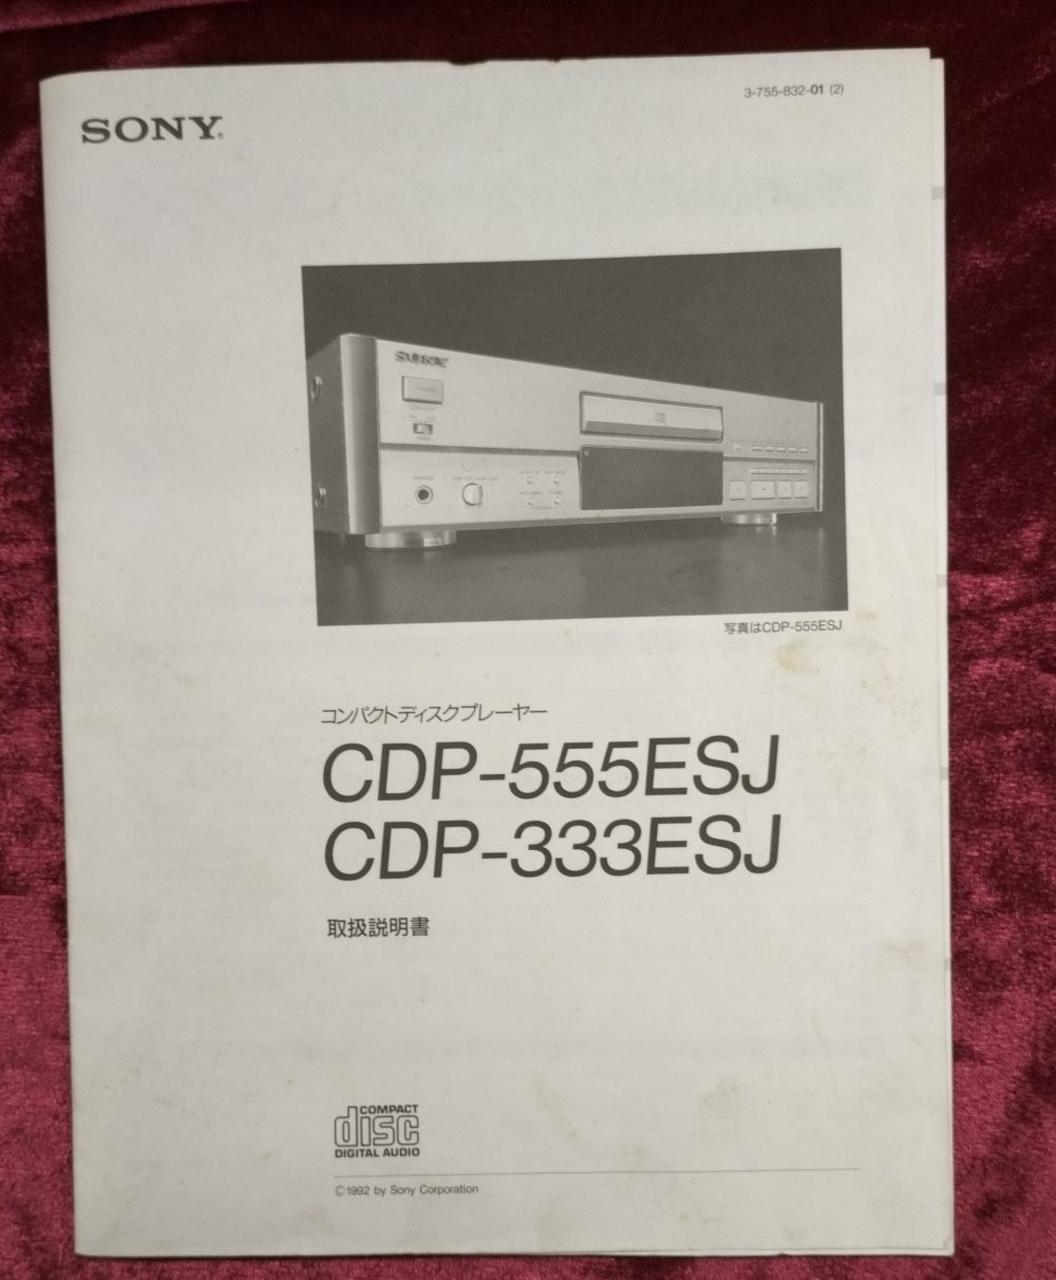 3-755-832-01 (2)
SONY®
SONY
写真はCDP-555ESJ
コンパクトディスクプレーヤー
CDP-555ESJ
CDP-333ESJ
取扱説明書
COMPACT
disc
DIGITAL AUDIO
©1992 by Sony Corporation